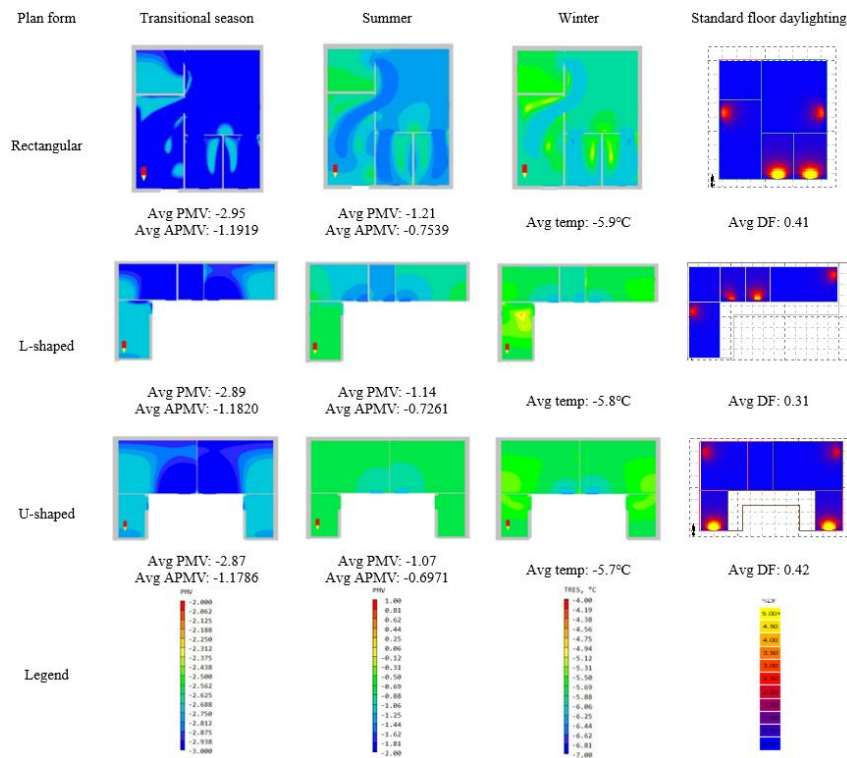 Plan form
Transitional season
Summer
Winter
Standard floor daylighting
Rectangular
Avg PMV: -2.95
Avg APMV: -1.1919
Avg PMV: -1.21
Avg APMV: -0.7539
Avg temp: -5.9℃
Avg DF: 0.41
L-shaped
Avg PMV: -2.89
Avg APMV: -1.1820
Avg PMV: -1.14
Avg APMV: -0.7261
Avg temp: -5.8℃
Avg DF: 0.31
U-shaped
Avg PMV: -2.87
Avg APMV: -1.1786
Avg PMV: -1.07
Avg APMV: -0.6971
Avg temp: -5.7℃
Avg DF: 0.42
Legend
PMV
-2.000
-2.062
-2.125
-2.188
-2.250
-2.312
-2.375
-2.438
-2.500
-2.562
-2.625
-2.688
-2.750
-2.812
-2.875
-2.938
-3.000
PMV
1.00
0.81
0.62
0.44
0.25
0.06
-0.12
-0.31
-0.50
-0.69
-0.88
-1.06
-1.25
-1.44
-1.62
-1.81
-2.00
TRES, °C
-4.00
-4.19
-4.38
-4.56
-4.75
-4.94
-5.12
-5.31
-5.50
-5.69
-5.88
-6.06
-6.25
-6.44
-6.62
-6.81
-7.00
5.00+
4.50
4.00
3.50
3.00